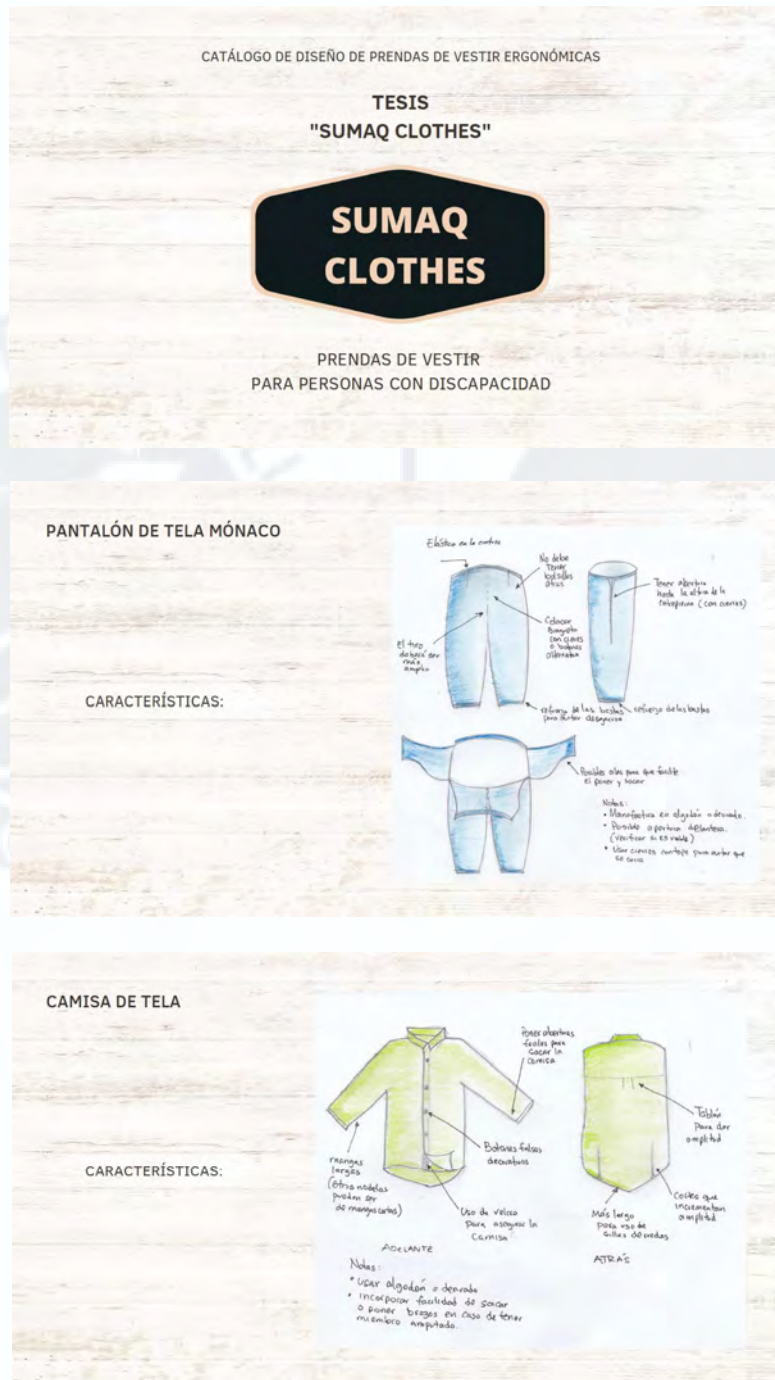 CATÁLOGO DE DISEÑO DE PRENDAS DE VESTIR ERGONÓMICAS
TESIS
"SUMAQ CLOTHES"
SUMAQ
CLOTHES
PRENDAS DE VESTIR
PARA PERSONAS CON DISCAPACIDAD
PANTALÓN DE TELA MÓNACO
CARACTERÍSTICAS:
Elástico en la cintura
No debe
tener
bolsillos
atrás
Tener abertura
hasta la altura de la
entrepierna (con cierres)
Colocar
bragueta
con cierres
o botones
El tiro
deberá ser
más
amplio
refuerzo de las bastas
para evitar desgarros
refuerzo de las bastas
Posibles alas para que facilite
el poner y sacar
Notas:
• Manufactura en algodón o derivado.
• Posible apertura delantera.
(verificar si es viable)
• Usar cierres con tope para evitar que
se corra
CAMISA DE TELA
CARACTERÍSTICAS:
Poner aberturas
fáciles para
sacar la
camisa
Tablón
para dar
amplitud
mangas
largas
(otros modelos
pueden ser
de mangas cortas)
Botones falsos
decorativos
Uso de velcro
para asegurar la
camisa
Más largo
para uso de
sillas de ruedas
Cortes que
incrementan
amplitud
ADELANTE
ATRÁS
Notas:
• Usar algodón o derivado
• Incorporar facilidad de sacar
o poner brazos en caso de tener
miembro amputado.